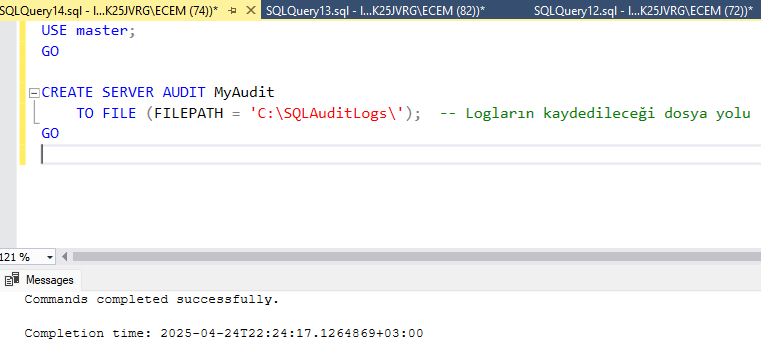 SQLQuery14.sql - I...K25JVRG\ECEM (74))* SQLQuery13.sql - I...K25JVRG\ECEM (82))* SQLQuery12.sql - I...K25JVRG\ECEM (72))*
USE master;
GO
CREATE SERVER AUDIT MyAudit
TO FILE (FILEPATH = 'C:\SQLAuditLogs\');  -- Logların kaydedileceği dosya yolu
GO
121 %
Messages
Commands completed successfully.
Completion time: 2025-04-24T22:24:17.1264869+03:00